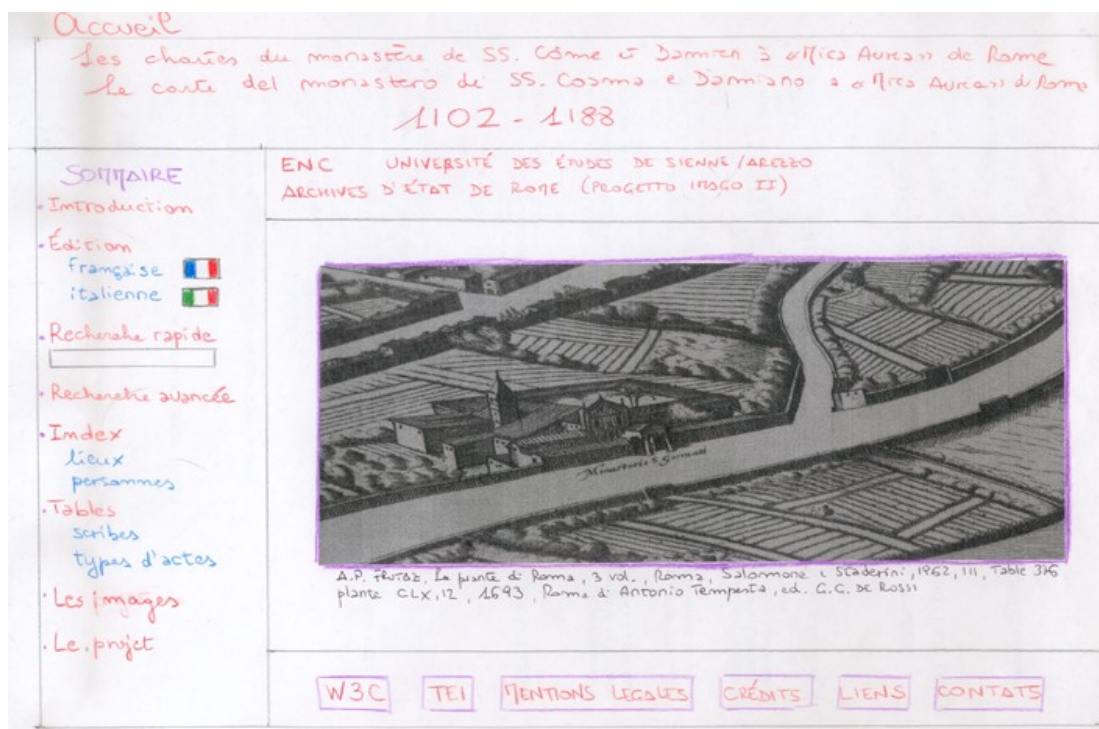 Accueil
Les chartes du monastère de SS. Côme et Damien à «Mica Aurea» de Rome
Le carte del monastero di SS. Cosma e Damiano a «Mica Aurea» di Roma
1102 - 1188
SOMMAIRE
• Introduction
• Édition
française
italienne
• Recherche rapide
• Recherche avancée
• Index
lieux
personnes
• Tables
scribes
types d'actes
• Les images
• Le projet
ENC UNIVERSITÉ DES ÉTUDES DE SIENNE/AREZZO
ARCHIVES D'ÉTAT DE ROME (PROGETTO IMAGO II)
A.P. FRUTAZ, Le piante di Roma, 3 vol., Roma, Salomone i Staderini, 1962, III, Table 316
plante CLX,12, 1693, Roma di Antonio Tempesta, ed. G.G. DE ROSSI
W3C TEI MENTIONS LEGALES CRÉDITS LIENS CONTATS